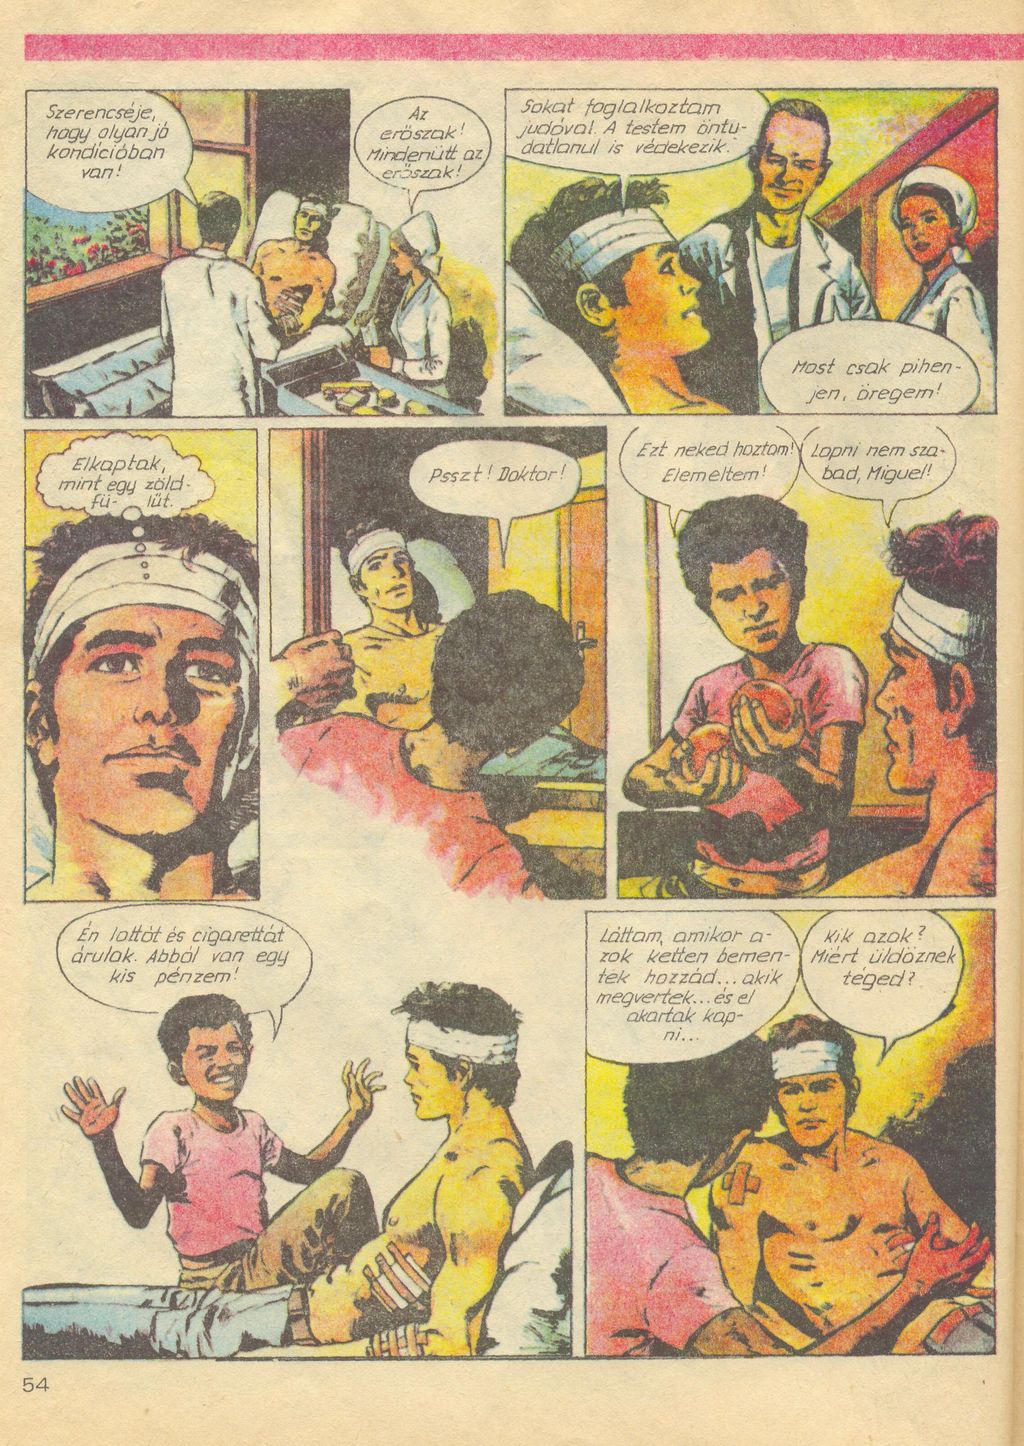 Szerencséje,
hogy olyan jó
kondícióban
van!
Az
erőszak!
Mindenütt az
erőszak!
Sokat foglalkoztam
judóval. A testem öntu-
datlanul is védekezik.
Most csak pihen-
jen, öregem!
Elkaptak,
mint egy zöld-
fü- lűt.
Psszt! Doktor!
Ezt neked hoztam!
Elemeltem!
Lopni nem sza-
bad, Miguel!
Én lottót és cigarettát
árulok. Abból van egy
kis pénzem!
Láttam, amikor a-
zok ketten bemen-
tek hozzád... akik
megvertek... és el
akartak kap-
ni...
Kik azok?
Miért üldöznek
téged?
54